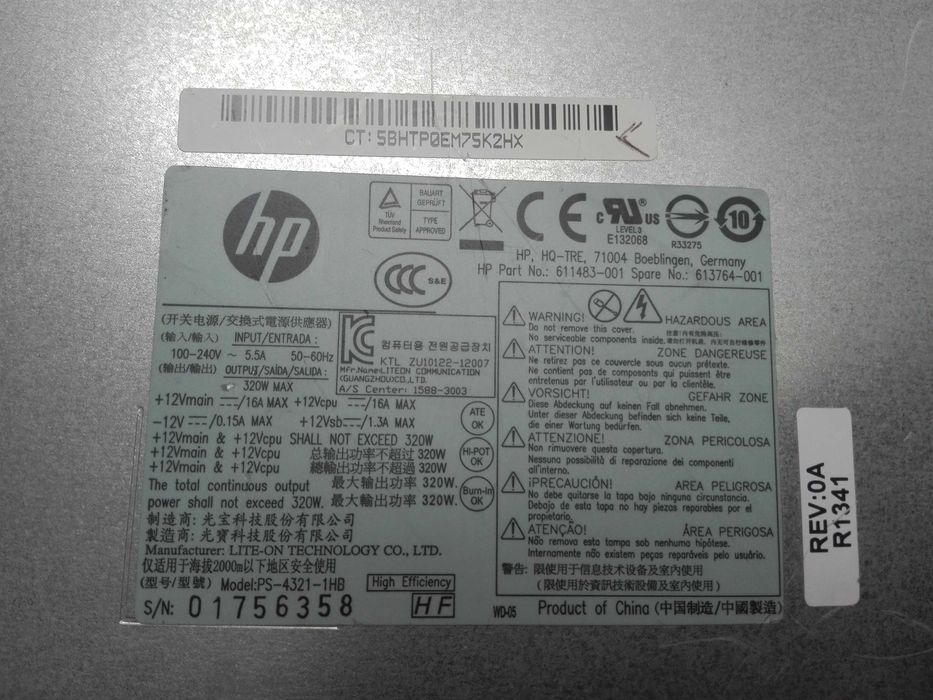 CT:5BHTP0EM75K2HX
hp
TÜV
Rheinland
Product Safety
BAUART
GEPRÜFT
TYPE
APPROVED
CE
c RU® US
LEVEL 3
E132068
R33275
10
CCC S&E
HP, HQ-TRE, 71004 Boeblingen, Germany
HP Part No.: 611483-001 Spare No.: 613764-001
(开关电源/交換式電源供應器)
(输入/輸入) INPUT/ENTRADA :
100-240V ~ 5.5A 50-60Hz
(输出/輸出) OUTPUT/SAÍDA/SALIDA :
320W MAX
컴퓨터용 전원공급장치
KTL ZU10122-12007
Mfr.Name:LITEON COMMUNICATION
(GUANGZHOU)CO.,LTD.
A/S Center: 1588-3003
+12Vmain ⎓/16A MAX +12Vcpu ⎓/16A MAX
-12V ⎓/0.15A MAX +12Vsb⎓/1.3A MAX
+12Vmain & +12Vcpu SHALL NOT EXCEED 320W
+12Vmain & +12Vcpu 总输出功率不超过 320W
+12Vmain & +12Vcpu 總輸出功率不超過 320W
The total continuous output 最大输出功率 320W.
power shall not exceed 320W. 最大輸出功率 320W.
ATE
OK
HI-POT
OK
Burn-In
OK
制造商: 光宝科技股份有限公司
製造商: 光寶科技股份有限公司
Manufacturer: LITE-ON TECHNOLOGY CO., LTD.
仅适用于海拔2000m以下地区安全使用
(型号/型號) Model:PS-4321-1HB
High Efficiency
S/N: 01756358
HF
WARNING! HAZARDOUS AREA
Do not remove this cover.
No serviceable components inside.
ATTENTION! ZONE DANGEREUSE
Ne retirez pas ce couvercle sous aucun prétexte.
Ne contient pas de composants qui puissent être
entretenus par l'utilisateur ou par la clientèle.
VORSICHT! GEFAHR ZONE
Diese Abdeckung auf keinen Fall abnehmen.
Unter dieser Abdeckung befinden sich keine Teile,
die einer Wartung bedürfen.
ATTENZIONE! ZONA PERICOLOSA
Non rimuovere questa copertura.
Nessuna possibilità di reparazione dei componenti
all'interno.
¡PRECAUCIÓN! AREA PELIGROSA
No debe quitarse la tapa bajo ninguna circunstancia.
Debajo de esta tapa no hay piezas reparables por el
propietario.
ATENÇÃO! ÁREA PERIGOSA
Não remova esta tampa sob nenhuma hipótese.
Internamente não existem peças reparáveis pelo usuário.
警告: 限使用于信息技术设备及室内使用
(限使用於資訊技術設備及室內使用)
WD-05 Product of China (中国制造/中國製造)
REV:0A
R1341